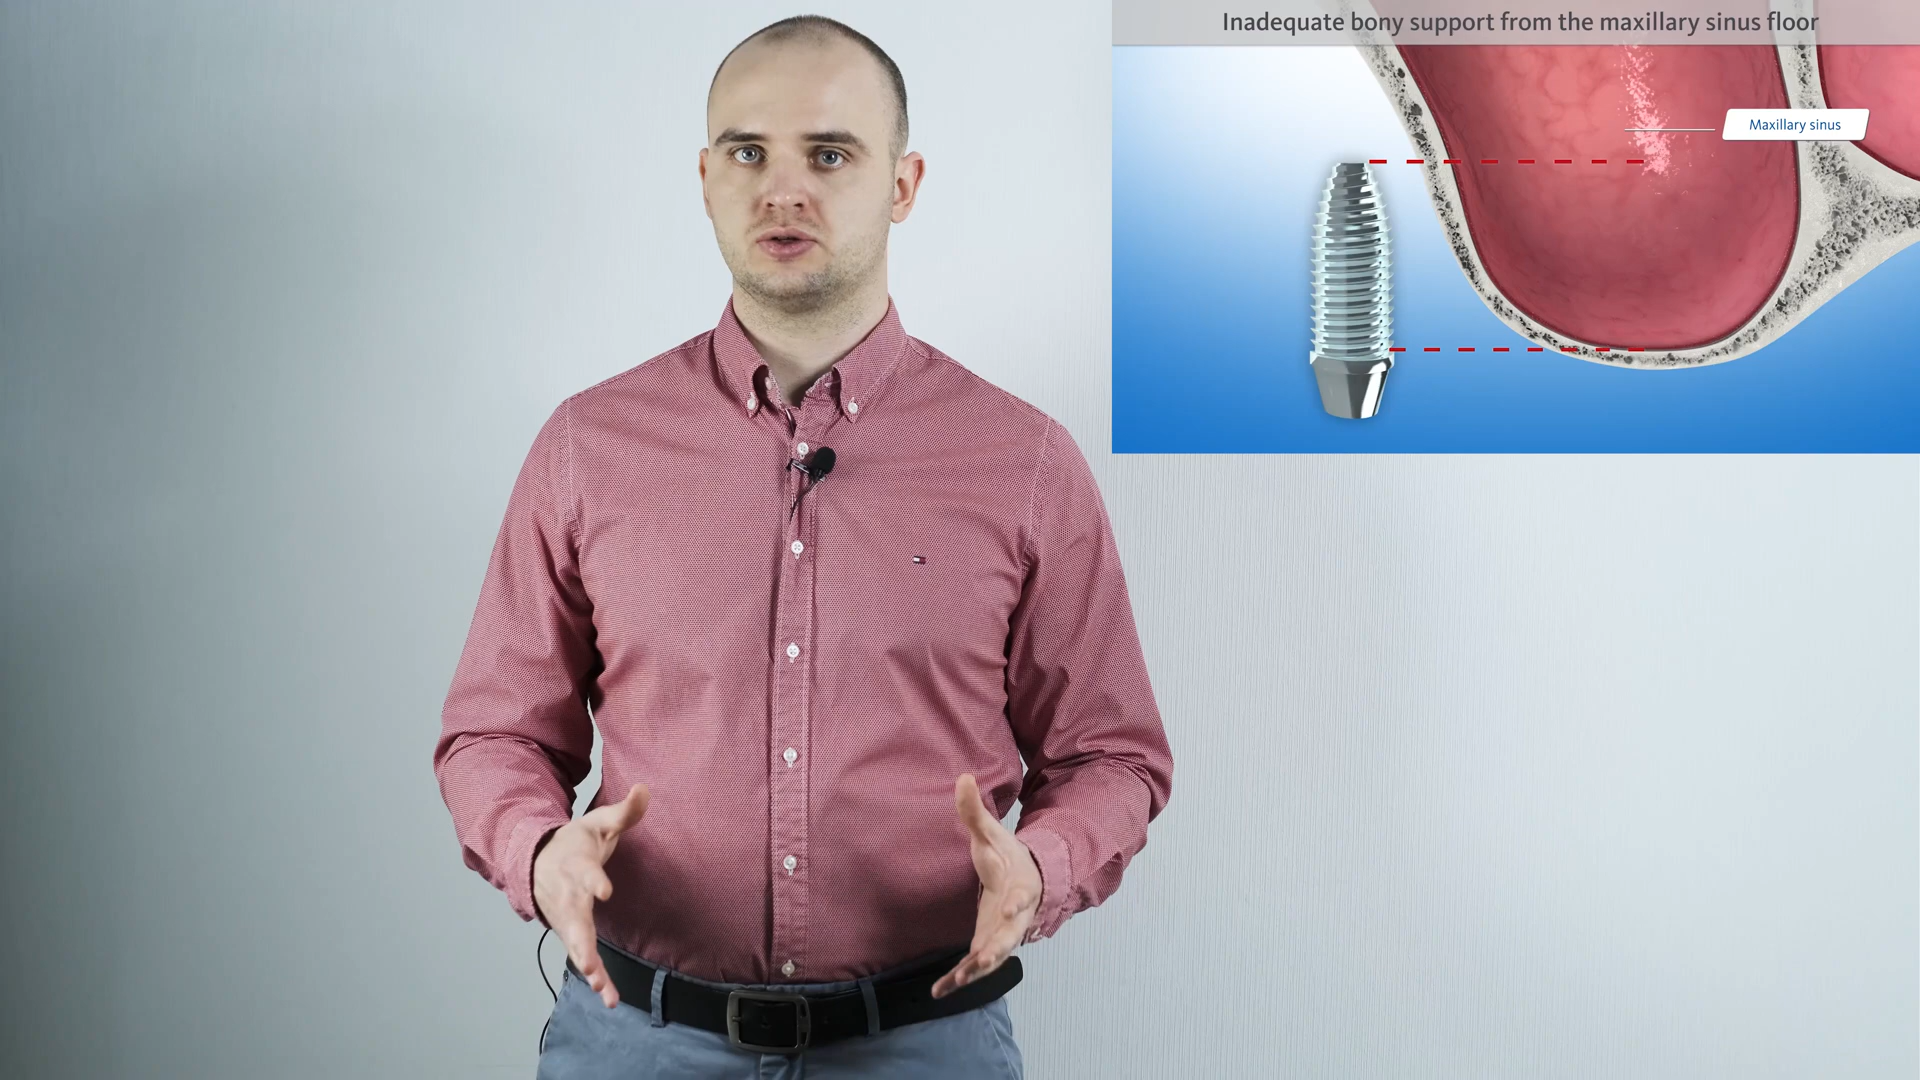 Inadequate bony support from the maxillary sinus floor
Maxillary sinus